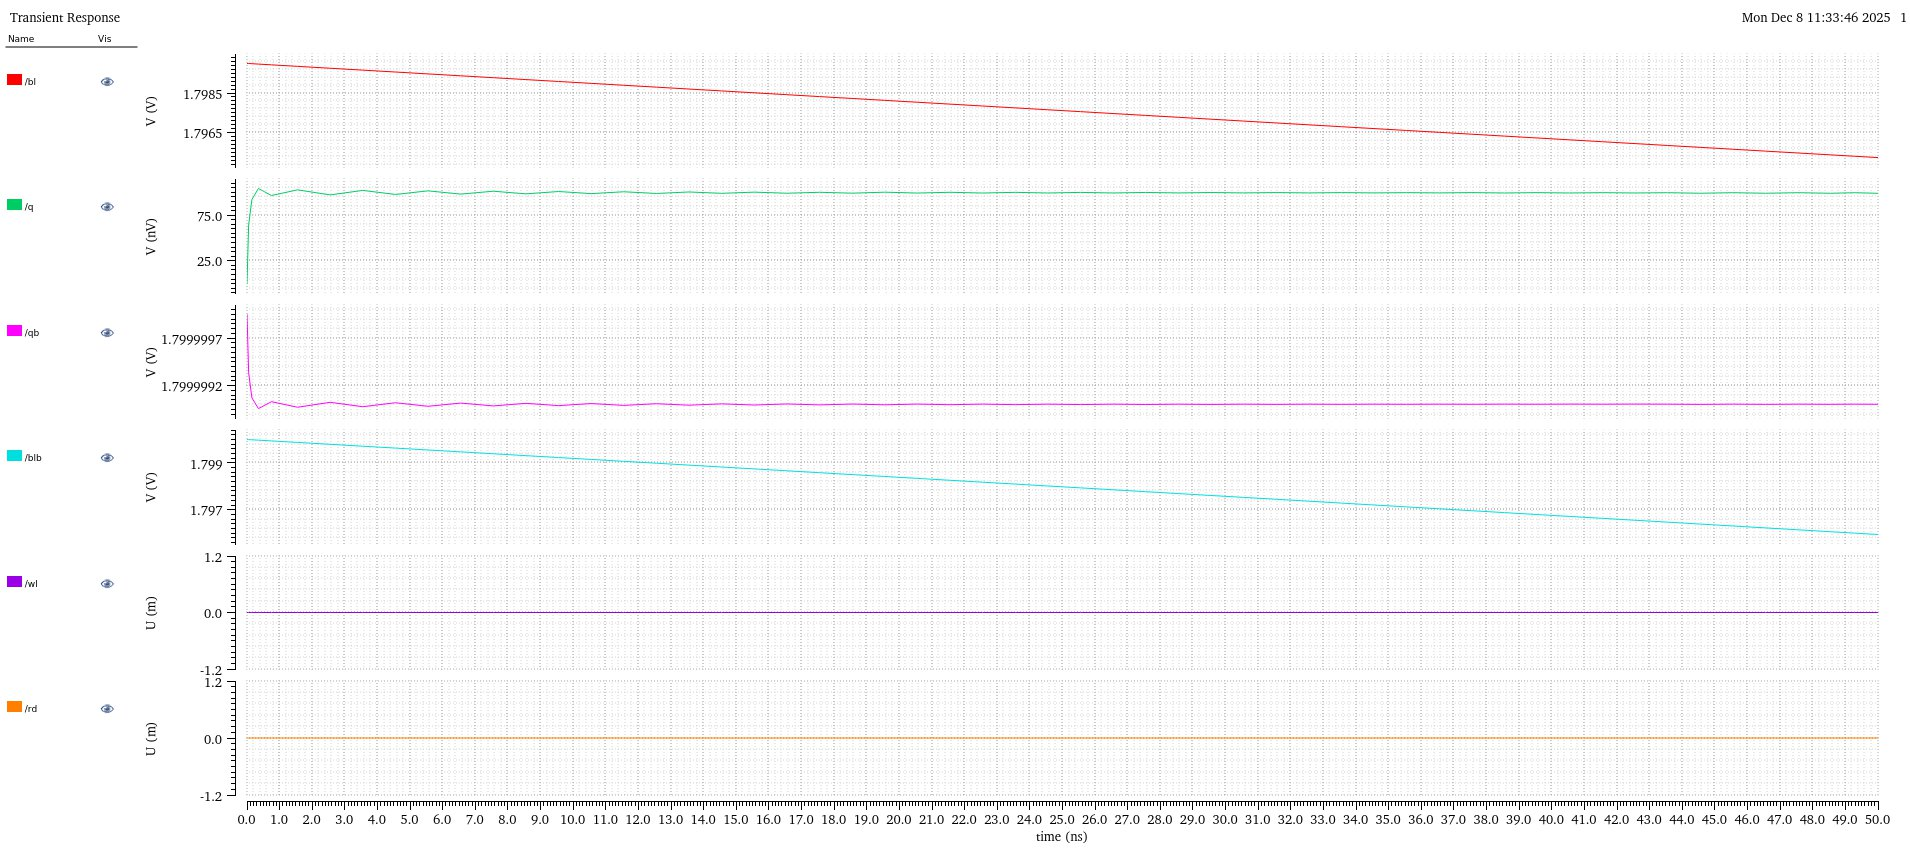 Transient Response
Mon Dec 8 11:33:46 2025 1
Name Vis
/bl
V (V)
1.7985
1.7965
/q
V (nV)
75.0
25.0
/qb
V (V)
1.7999997
1.7999992
/blb
V (V)
1.799
1.797
/wl
U (m)
1.2
0.0
-1.2
/rd
U (m)
1.2
0.0
-1.2
0.0 1.0 2.0 3.0 4.0 5.0 6.0 7.0 8.0 9.0 10.0 11.0 12.0 13.0 14.0 15.0 16.0 17.0 18.0 19.0 20.0 21.0 22.0 23.0 24.0 25.0 26.0 27.0 28.0 29.0 30.0 31.0 32.0 33.0 34.0 35.0 36.0 37.0 38.0 39.0 40.0 41.0 42.0 43.0 44.0 45.0 46.0 47.0 48.0 49.0 50.0
time (ns)